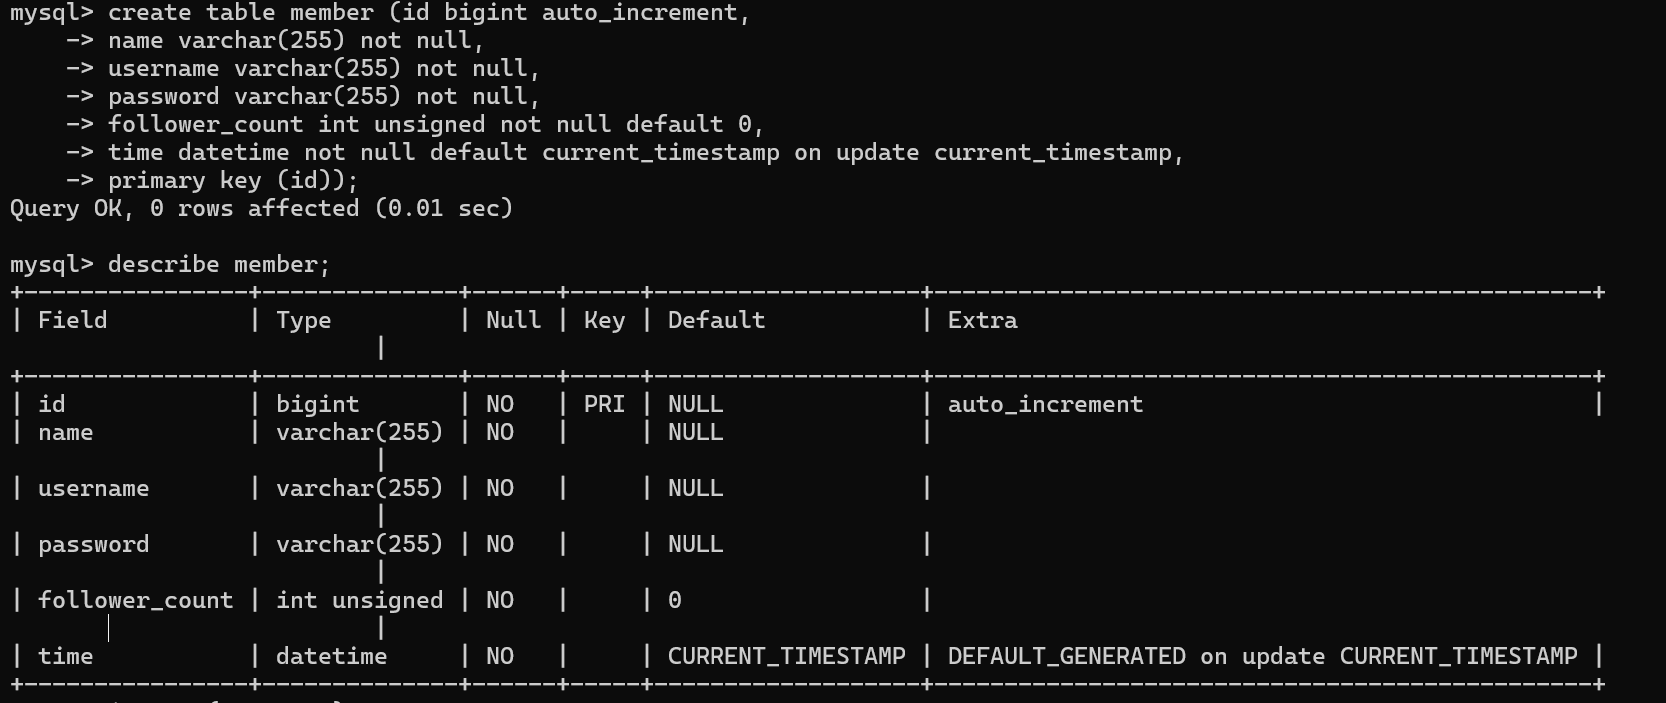 mysql> create table member (id bigint auto_increment,
    -> name varchar(255) not null,
    -> username varchar(255) not null,
    -> password varchar(255) not null,
    -> follower_count int unsigned not null default 0,
    -> time datetime not null default current_timestamp on update current_timestamp,
    -> primary key (id));
Query OK, 0 rows affected (0.01 sec)

mysql> describe member;
+----------------+--------------+------+-----+-------------------+-----------------------------------------------+
| Field          | Type         | Null | Key | Default           | Extra
                          |
+----------------+--------------+------+-----+-------------------+-----------------------------------------------+
| id             | bigint       | NO   | PRI | NULL              | auto_increment                                |
| name           | varchar(255) | NO   |     | NULL              |
                          |
| username       | varchar(255) | NO   |     | NULL              |
                          |
| password       | varchar(255) | NO   |     | NULL              |
                          |
| follower_count | int unsigned | NO   |     | 0                 |
                          |
| time           | datetime     | NO   |     | CURRENT_TIMESTAMP | DEFAULT_GENERATED on update CURRENT_TIMESTAMP |
+----------------+--------------+------+-----+-------------------+-----------------------------------------------+